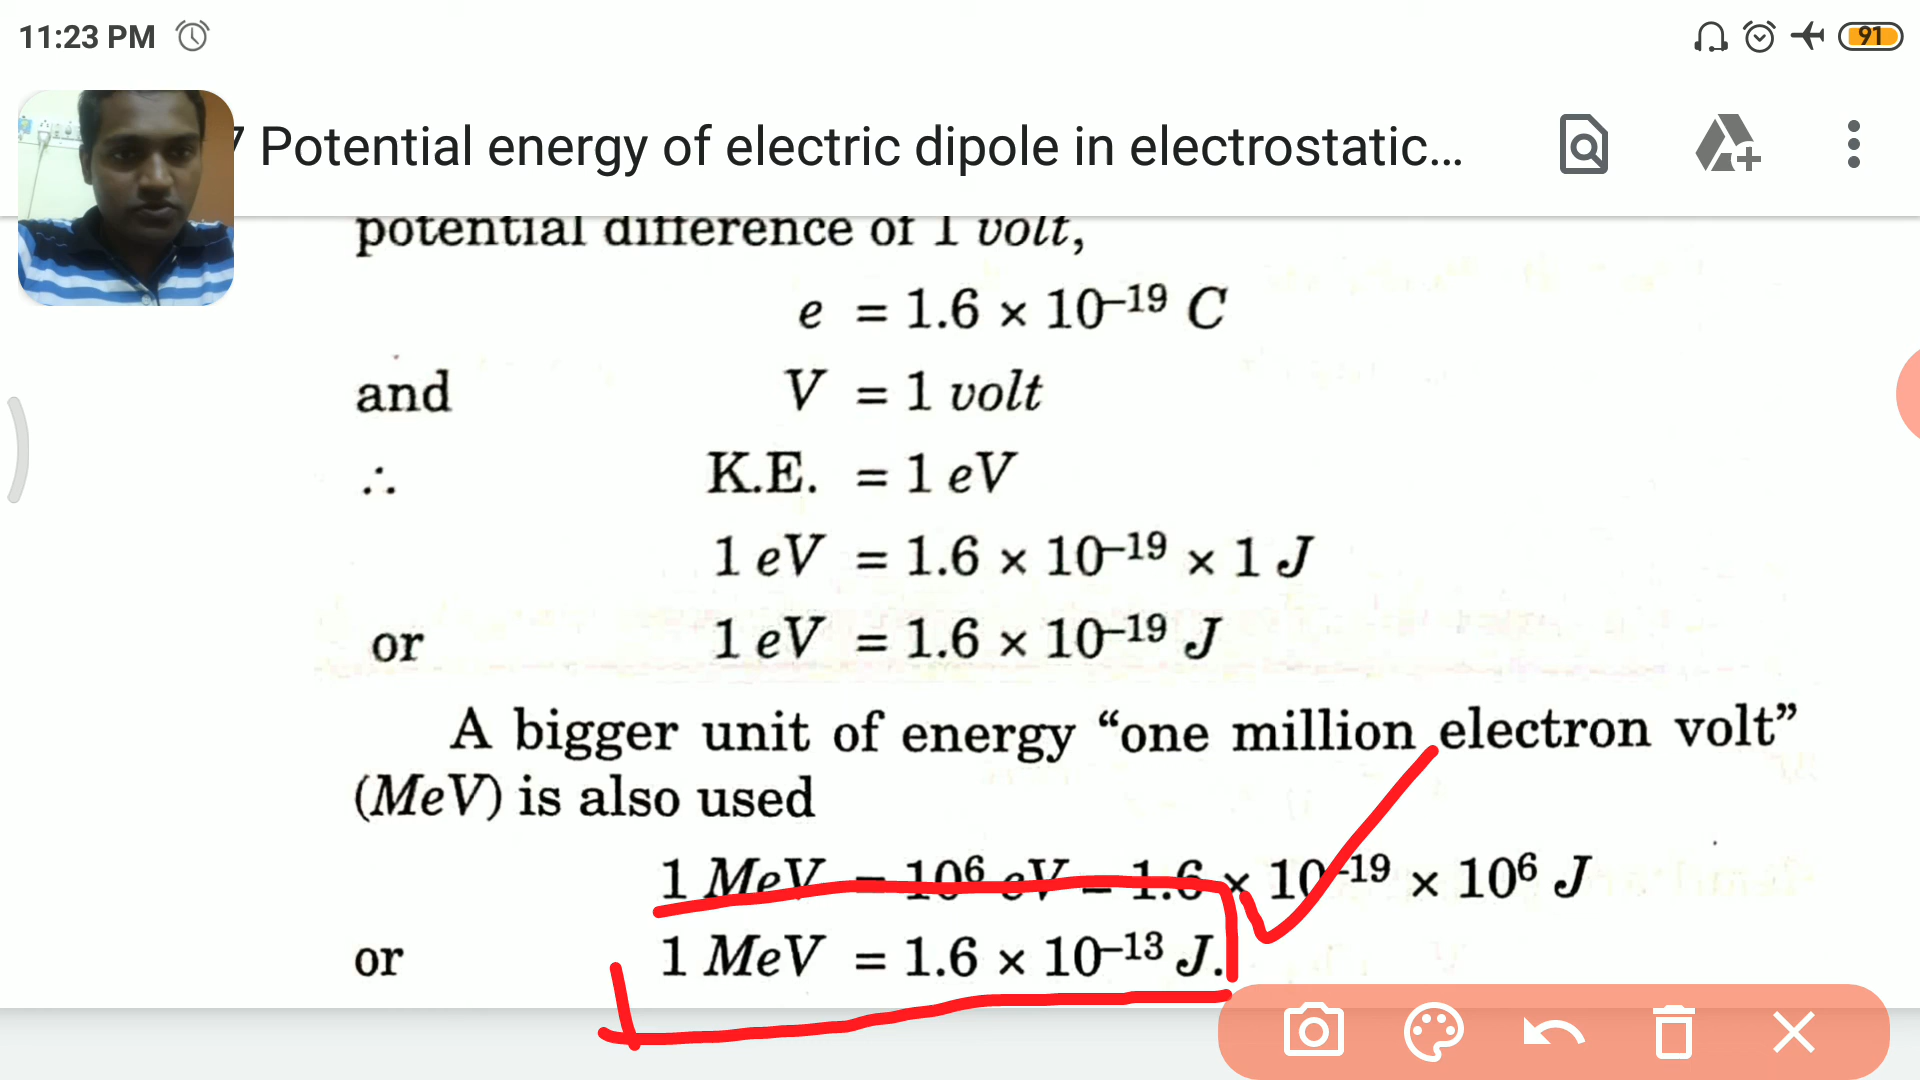 11:23 PM 91
7 Potential energy of electric dipole in electrostatic...
potential difference of 1 volt,
e = 1.6 × 10⁻¹⁹ C
and V = 1 volt
∴ K.E. = 1 eV
1 eV = 1.6 × 10⁻¹⁹ × 1 J
or 1 eV = 1.6 × 10⁻¹⁹ J
A bigger unit of energy “one million electron volt”
(MeV) is also used
1 MeV = 10⁶ eV = 1.6 × 10⁻¹⁹ × 10⁶ J
or 1 MeV = 1.6 × 10⁻¹³ J.